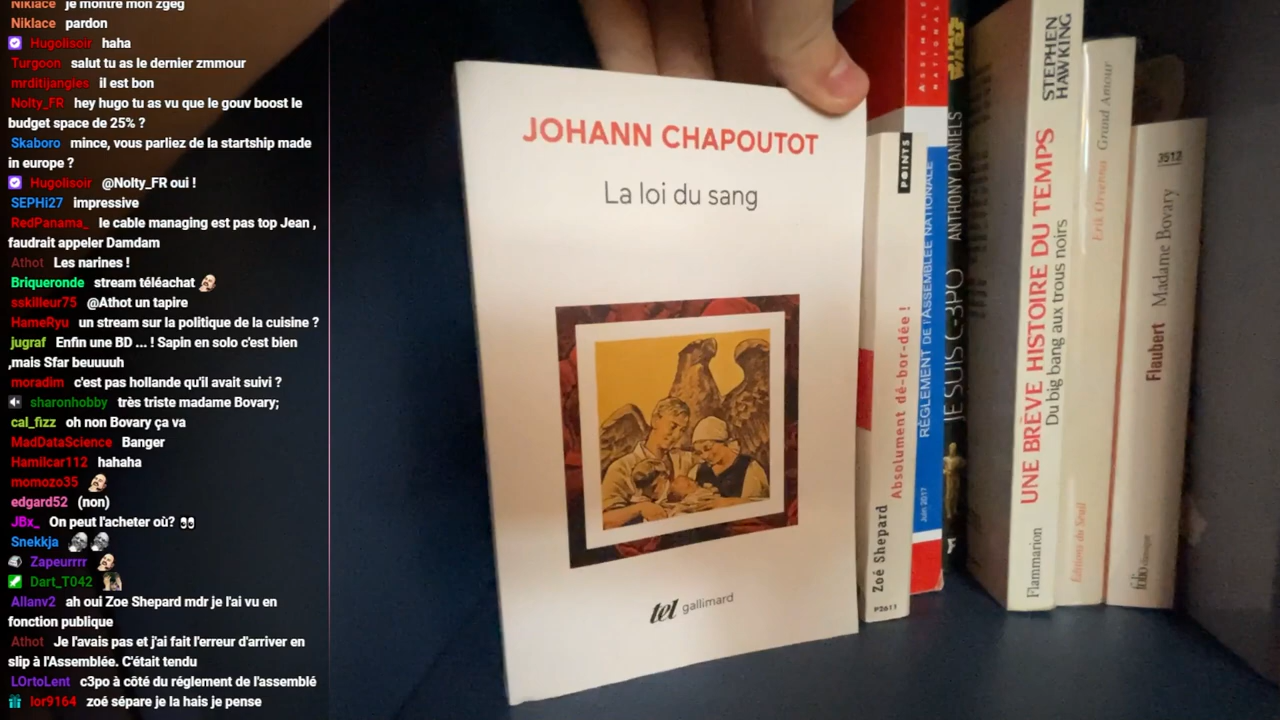 Niklace je montre mon zgeg
Niklace pardon
Hugolisoir haha
Turgoon salut tu as le dernier zmmour
mrditijangles il est bon
Nolty_FR hey hugo tu as vu que le gouv boost le
budget space de 25% ?
Skaboro mince, vous parliez de la startship made
in europe ?
Hugolisoir @Nolty_FR oui !
SEPHi27 impressive
RedPanama_ le cable managing est pas top Jean ,
faudrait appeler Damdam
Athot Les narines !
Briqueronde stream téléachat
sskilleur75 @Athot un tapire
HameRyu un stream sur la politique de la cuisine ?
jugraf Enfin une BD ... ! Sapin en solo c'est bien
,mais Sfar beuuuuh
moradim c'est pas hollande qu'il avait suivi ?
sharonhobby très triste madame Bovary;
cal_fizz oh non Bovary ça va
MadDataScience Banger
Hamilcar112 hahaha
momozo35
edgard52 (non)
JBx_ On peut l'acheter où? 👀
Snekkja
Zapeurrrr
Dart_T042
Allanv2 ah oui Zoe Shepard mdr je l'ai vu en
fonction publique
Athot Je l'avais pas et j'ai fait l'erreur d'arriver en
slip à l'Assemblée. C'était tendu
LOrtoLent c3po à côté du réglement de l'assemblé
lor9164 zoé sépare je la hais je pense
JOHANN CHAPOUTOT
La loi du sang
tel gallimard
POINTS
Absolument dé-bor-dée !
Zoé Shepard
P2611
ASSEMBLÉE
NATIONALE
RÈGLEMENT DE L'ASSEMBLÉE NATIONALE
Juin 2017
STAR WARS
ANTHONY DANIELS
JE SUIS C-3PO
STEPHEN
HAWKING
UNE BRÈVE HISTOIRE DU TEMPS
Du big bang aux trous noirs
Flammarion
Grand Amour
Erik Orsenna
Editions du Seuil
3512
Madame Bovary
Flaubert
folio classique